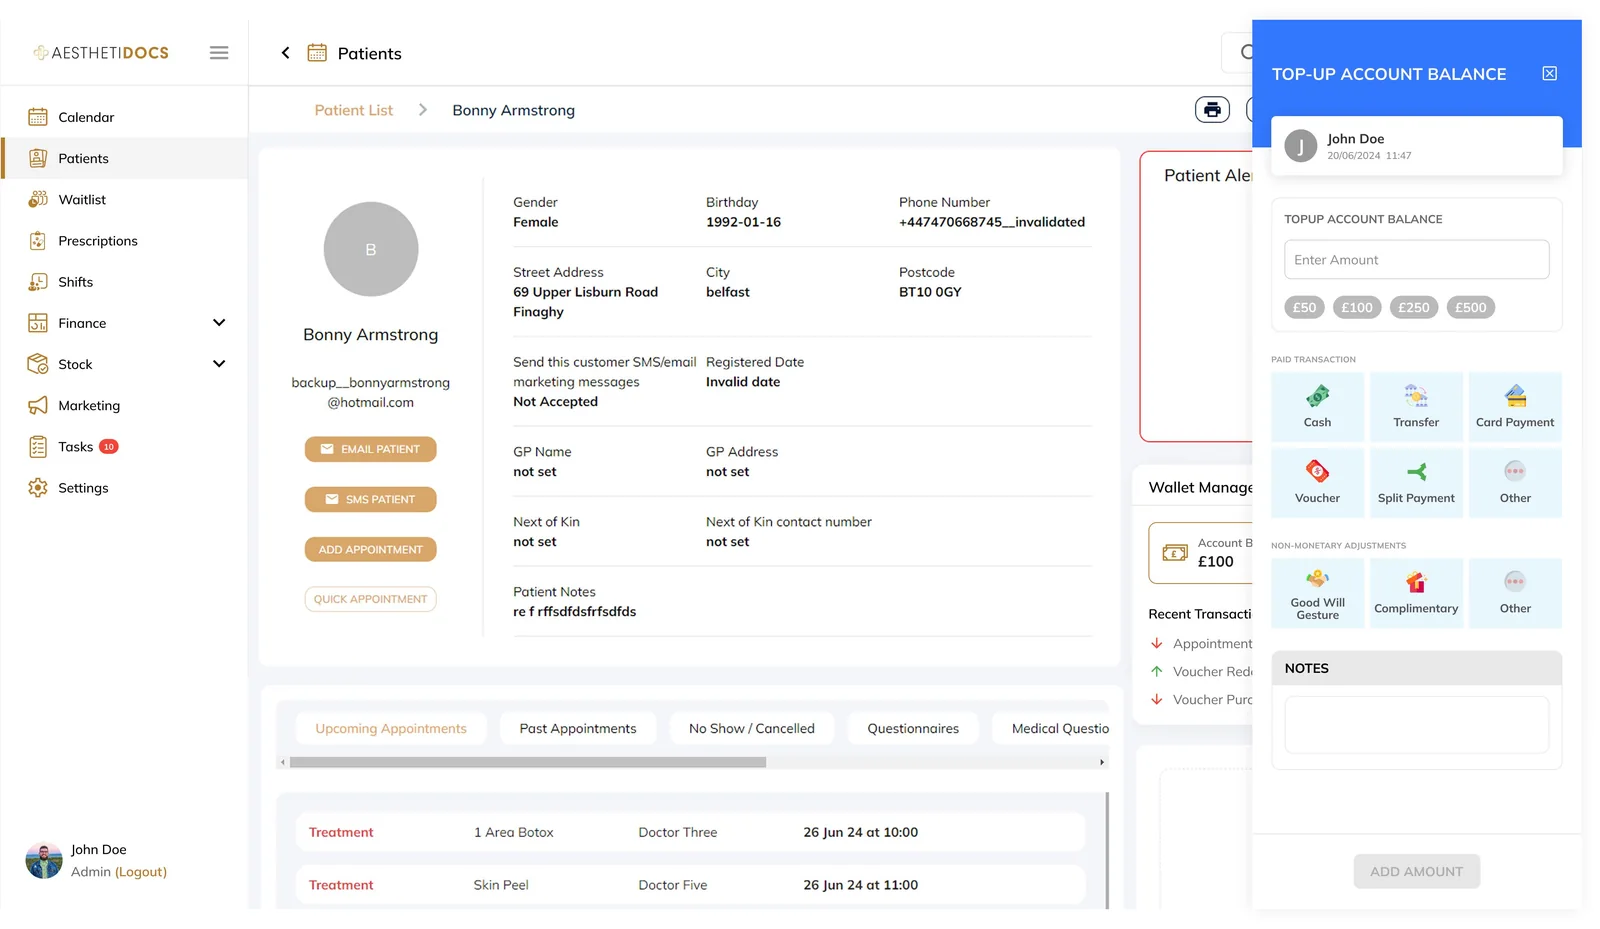 AESTHETIDOCS
Calendar
Patients
Waitlist
Prescriptions
Shifts
Finance
Stock
Marketing
Tasks 10
Settings
John Doe
Admin (Logout)
Patients
Patient List
Bonny Armstrong
B
Bonny Armstrong
backup__bonnyarmstrong
@hotmail.com
EMAIL PATIENT
SMS PATIENT
ADD APPOINTMENT
QUICK APPOINTMENT
Gender
Female
Birthday
1992-01-16
Phone Number
+447470668745__invalidated
Street Address
69 Upper Lisburn Road
Finaghy
City
belfast
Postcode
BT10 0GY
Send this customer SMS/email
marketing messages
Not Accepted
Registered Date
Invalid date
GP Name
not set
GP Address
not set
Next of Kin
not set
Next of Kin contact number
not set
Patient Notes
re f rffsdfdsfrfsdfds
Upcoming Appointments
Past Appointments
No Show / Cancelled
Questionnaires
Medical Questio
Treatment 1 Area Botox Doctor Three 26 Jun 24 at 10:00
Treatment Skin Peel Doctor Five 26 Jun 24 at 11:00
Patient Aler
Wallet Manage
Account B
£100
Recent Transacti
Appointment
Voucher Rede
Voucher Purc
TOP-UP ACCOUNT BALANCE
J
John Doe
20/06/2024 11:47
TOPUP ACCOUNT BALANCE
Enter Amount
£50 £100 £250 £500
PAID TRANSACTION
Cash
Transfer
Card Payment
Voucher
Split Payment
Other
NON-MONETARY ADJUSTMENTS
Good Will
Gesture
Complimentary
Other
NOTES
ADD AMOUNT